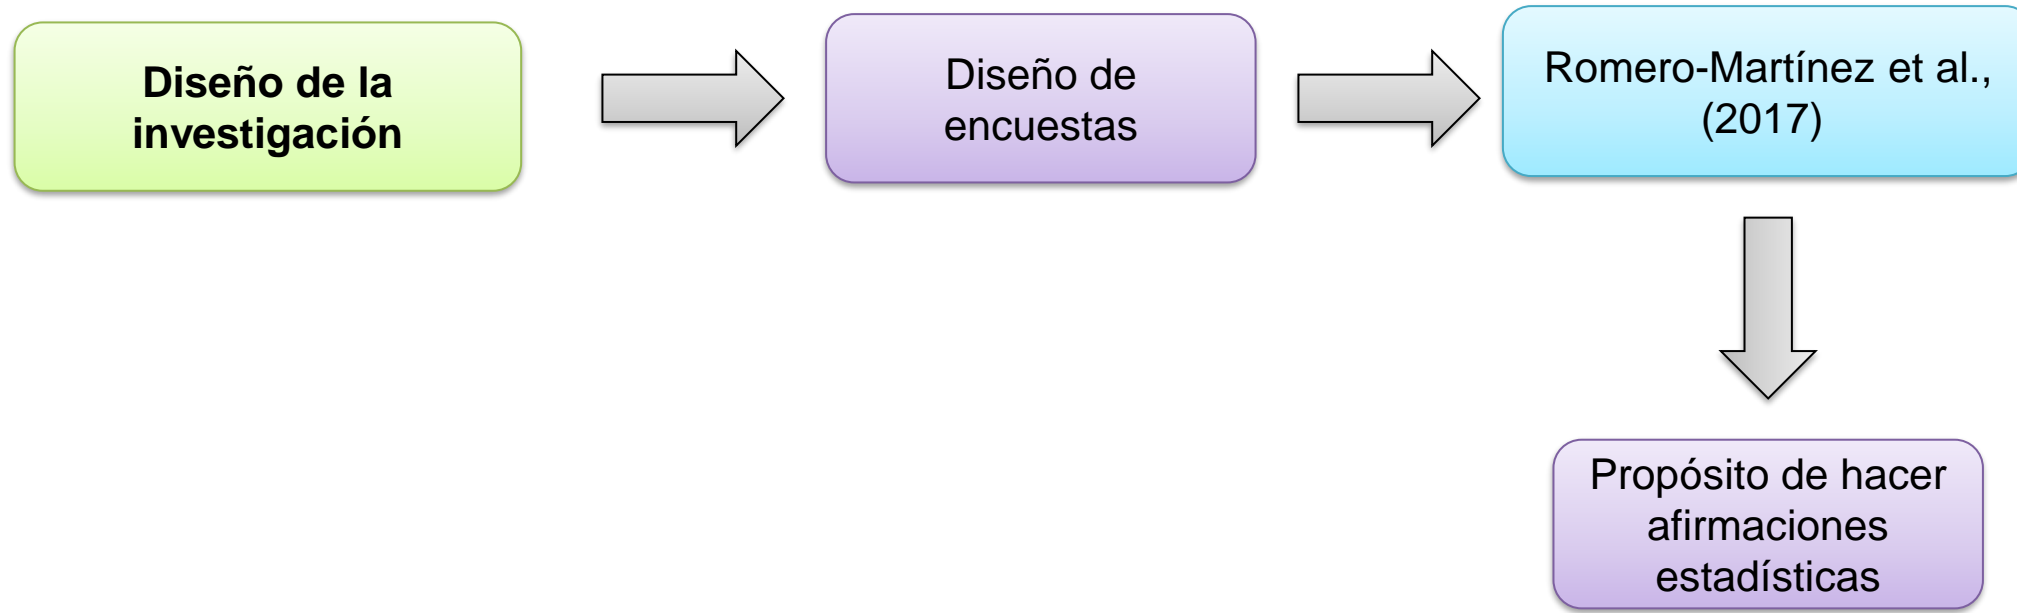 Diseño de la
investigación
Diseño de
encuestas
Romero-Martínez et al.,
(2017)
Propósito de hacer
afirmaciones
estadísticas